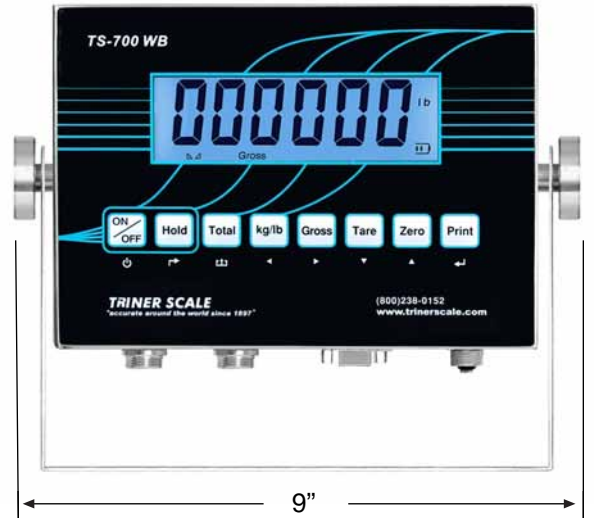 TS-700 WB
000000 lb
Gross
ON/OFF Hold Total kg/lb Gross Tare Zero Print
TRINER SCALE
"accurate around the world since 1897"
(800)238-0152
www.trinerscale.com
9”